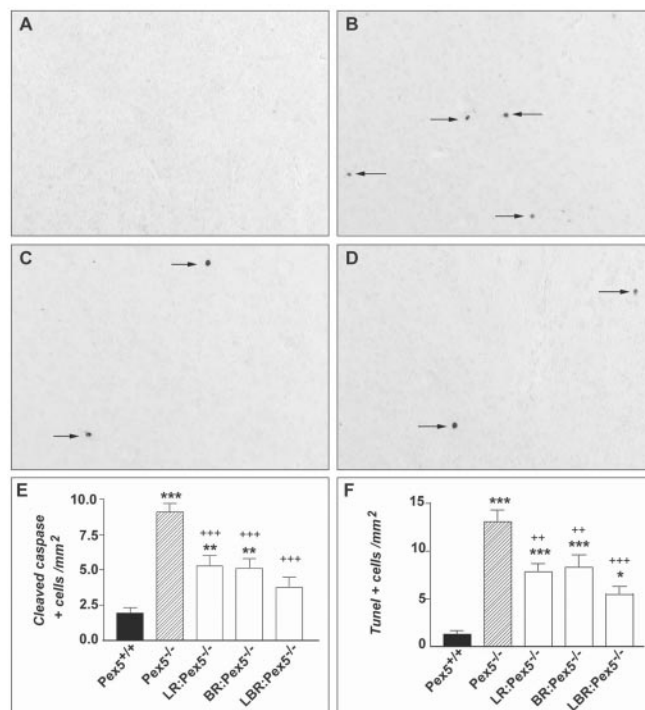 A
B
C
D
E
F
Cleaved caspase
+ cells /mm²
10.0
7.5
5.0
2.5
0.0
***
+++
**
+++
**
+++
Pex5+/+
Pex5-/-
LR:Pex5-/-
BR:Pex5-/-
LBR:Pex5-/-
Tunel + cells/mm²
15
10
5
0
***
++
***
++
***
+++
*
Pex5+/+
Pex5-/-
LR:Pex5-/-
BR:Pex5-/-
LBR:Pex5-/-